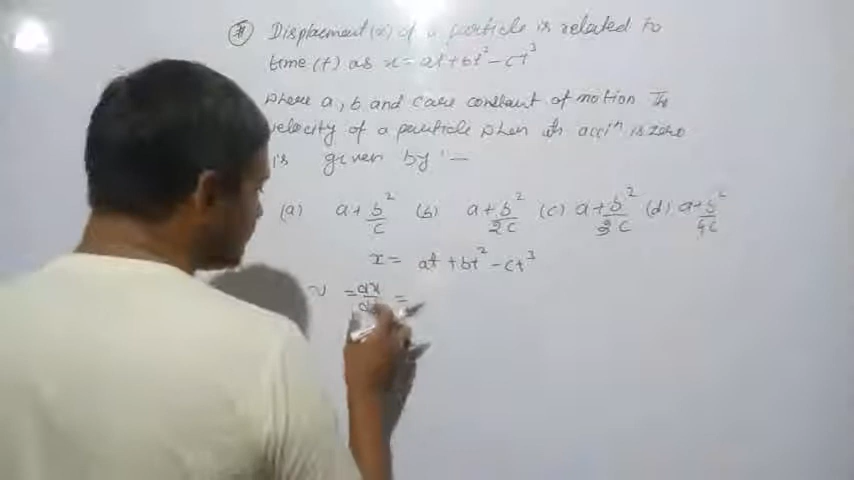 # Displacement (x) of a particle is related to
time (t) as x = at + bt² - ct³
where a, b and c are constant of motion The
velocity of a particle when its accⁿ is zero
is given by :-
(a) a + b²/c (b) a + b²/2c (c) a + b²/3c (d) a + b²/4c
x = at + bt² - ct³
v = dx/dt =